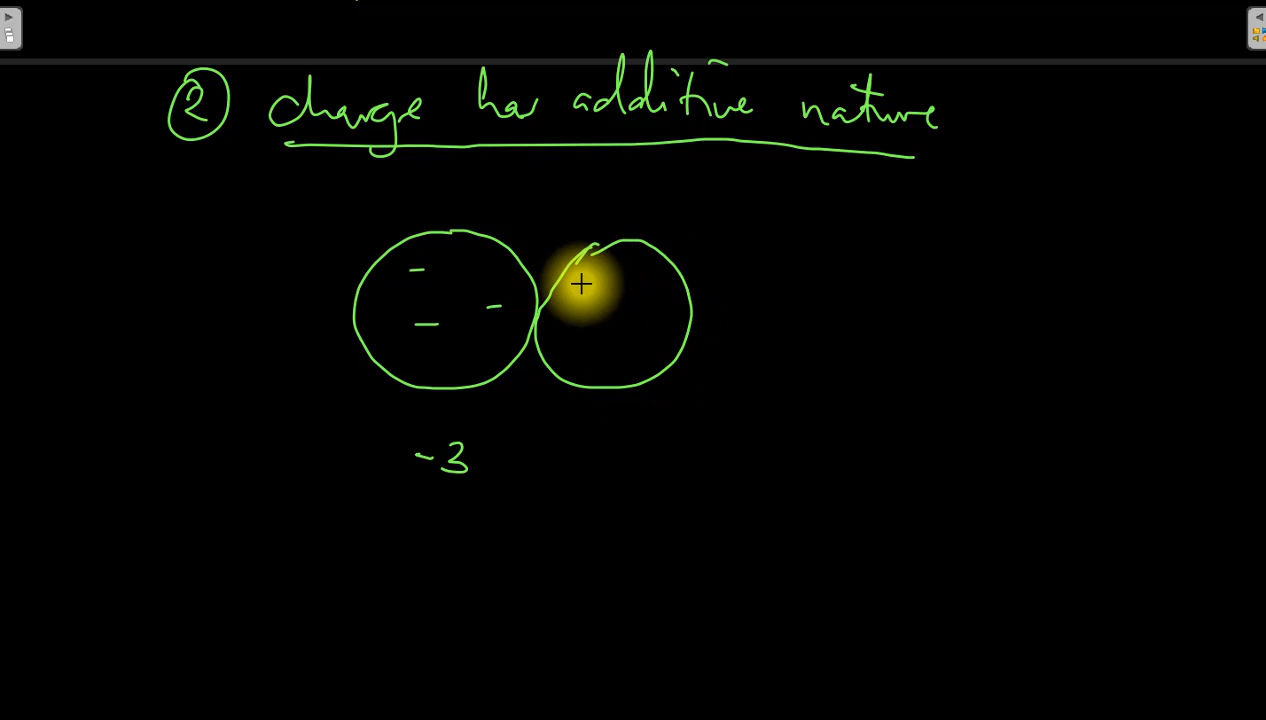 ② charge has additive nature
- -
-
-3